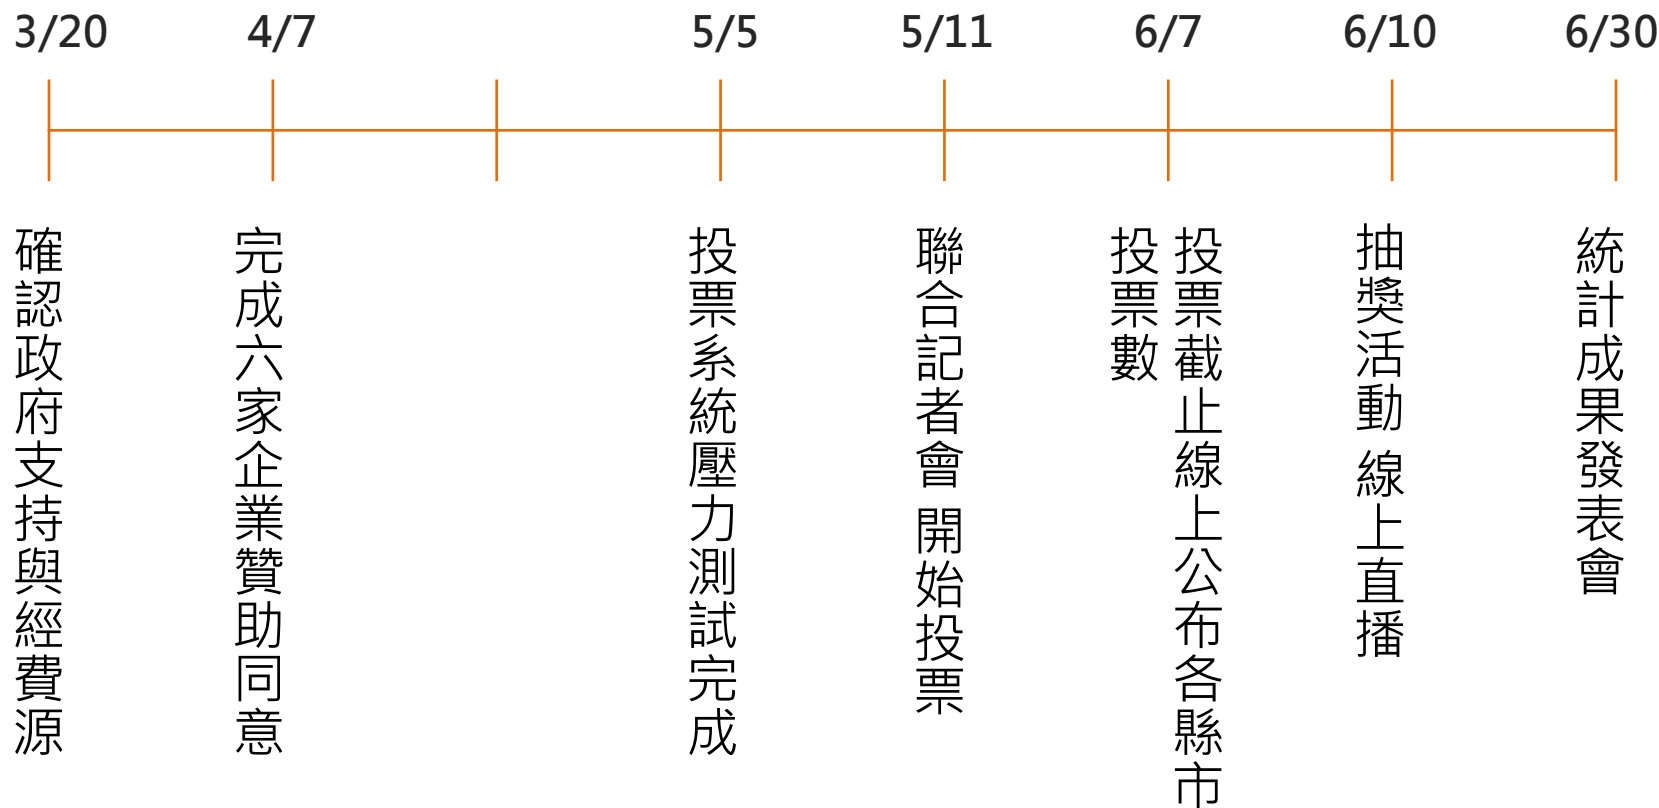 3/20
4/7
5/5
5/11
6/7
6/10
6/30
確認政府支持與經費源
完成六家企業贊助同意
投票系統壓力測試完成
聯合記者會 開始投票
投票截止線上公布各縣市
投票數
抽獎活動 線上直播
統計成果發表會